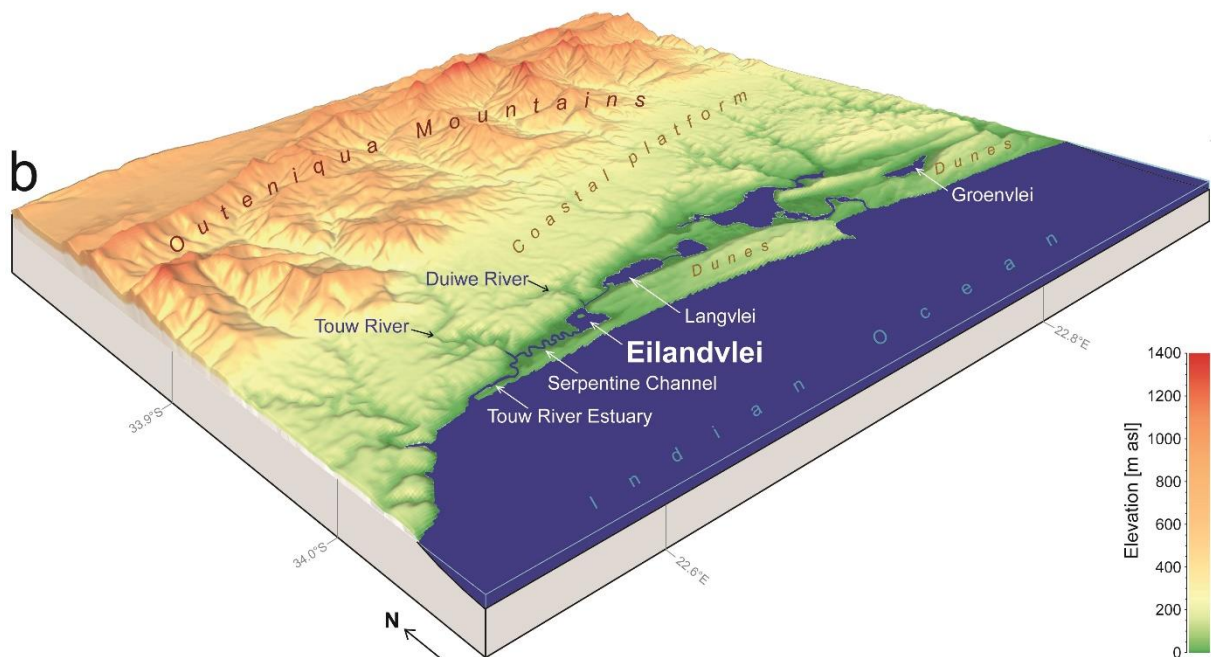 b
Outeniqua Mountains
Coastal platform
Dunes
Groenvlei
Dunes
Duiwe River
Langvlei
Touw River
Eilandvlei
Serpentine Channel
Touw River Estuary
Indian Ocean
22.8°E
33.9°S
34.0°S
22.6°E
N
Elevation [m asl]
1400
1200
1000
800
600
400
200
0